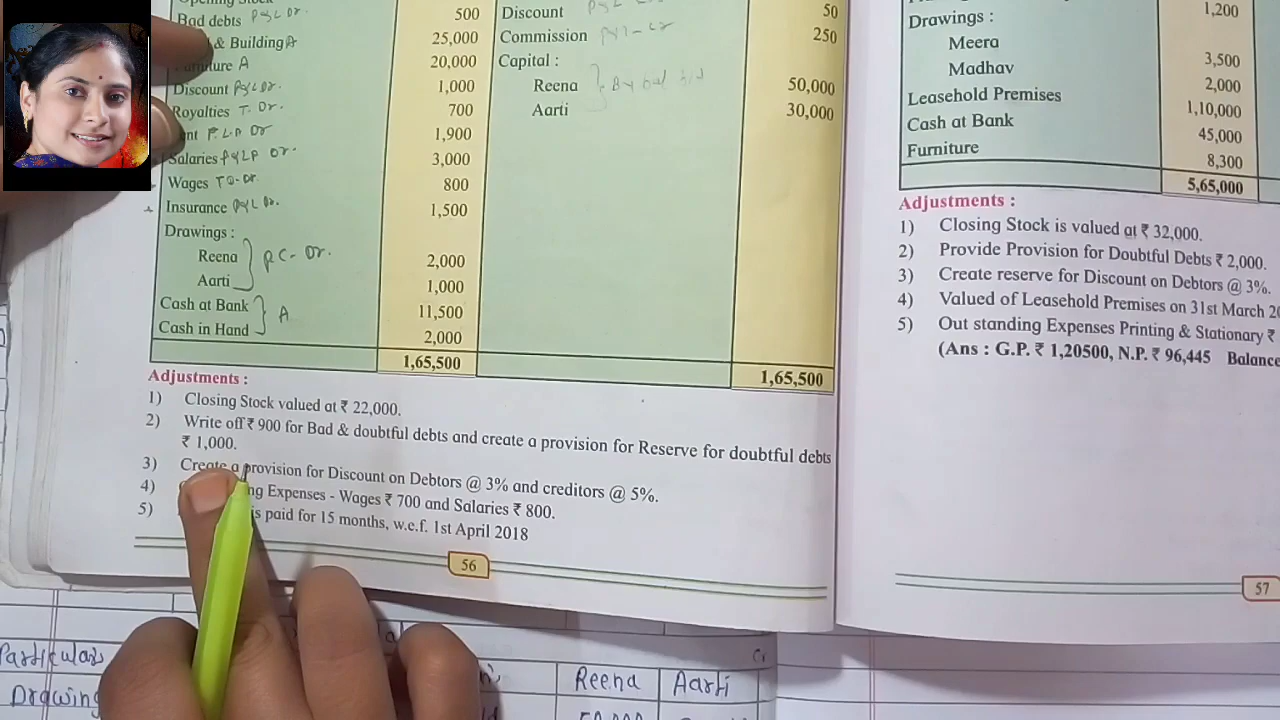 Bad debts P&L Dr. 500 Discount 50
& Building A 25,000 Commission 250
Furniture A 20,000 Capital :
Discount P&L Dr. 1,000 Reena 50,000
Royalties T. Dr. 700 Aarti 30,000
1,900
Salaries 3,000
Wages 800
Insurance P&L Dr. 1,500
Drawings :
Reena 2,000
Aarti 1,000
Cash at Bank A 11,500
Cash in Hand 2,000
1,65,500 1,65,500
Adjustments :
1) Closing Stock valued at ₹ 22,000.
2) Write off ₹ 900 for Bad & doubtful debts and create a provision for Reserve for doubtful debts
₹ 1,000.
3) Create a provision for Discount on Debtors @ 3% and creditors @ 5%.
4) Expenses - Wages ₹ 700 and Salaries ₹ 800.
5) is paid for 15 months, w.e.f. 1st April 2018
56
1,200
Drawings :
Meera 3,500
Madhav 2,000
Leasehold Premises 1,10,000
Cash at Bank 45,000
Furniture 8,300
5,65,000
Adjustments :
1) Closing Stock is valued at ₹ 32,000.
2) Provide Provision for Doubtful Debts ₹ 2,000.
3) Create reserve for Discount on Debtors @ 3%.
4) Valued of Leasehold Premises on 31st March
5) Out standing Expenses Printing & Stationary ₹
(Ans : G.P. ₹ 1,20500, N.P. ₹ 96,445 Balance
57
Particulars Reena Aarti
Drawing